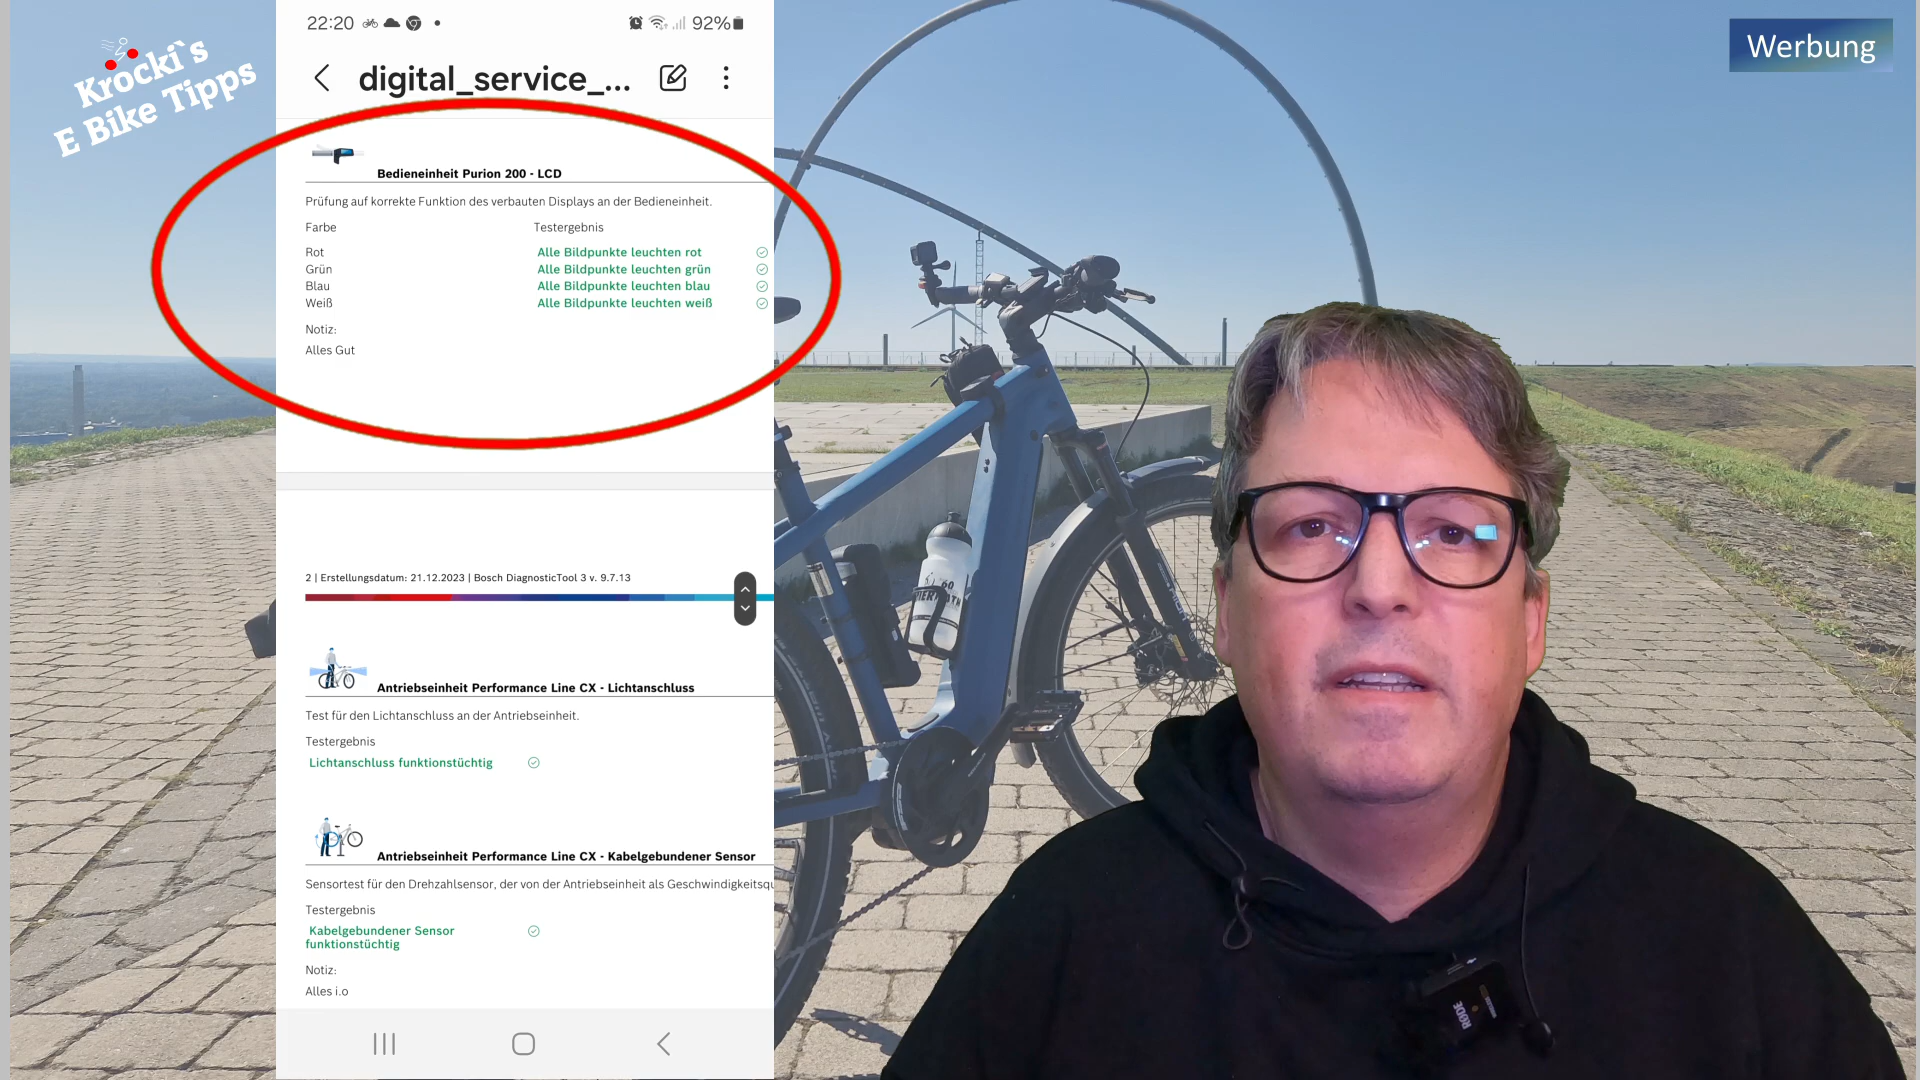 Krocki`s
E Bike Tipps
22:20
92%
Werbung
digital_service_...
Bedieneinheit Purion 200 - LCD
Prüfung auf korrekte Funktion des verbauten Displays an der Bedieneinheit.
Farbe Testergebnis
Rot Alle Bildpunkte leuchten rot
Grün Alle Bildpunkte leuchten grün
Blau Alle Bildpunkte leuchten blau
Weiß Alle Bildpunkte leuchten weiß
Notiz:
Alles Gut
2 | Erstellungsdatum: 21.12.2023 | Bosch DiagnosticTool 3 v. 9.7.13
Antriebseinheit Performance Line CX - Lichtanschluss
Test für den Lichtanschluss an der Antriebseinheit.
Testergebnis
Lichtanschluss funktionstüchtig
Antriebseinheit Performance Line CX - Kabelgebundener Sensor
Sensortest für den Drehzahlsensor, der von der Antriebseinheit als
Testergebnis
Kabelgebundener Sensor
funktionstüchtig
Notiz:
Alles i.o
RØDE